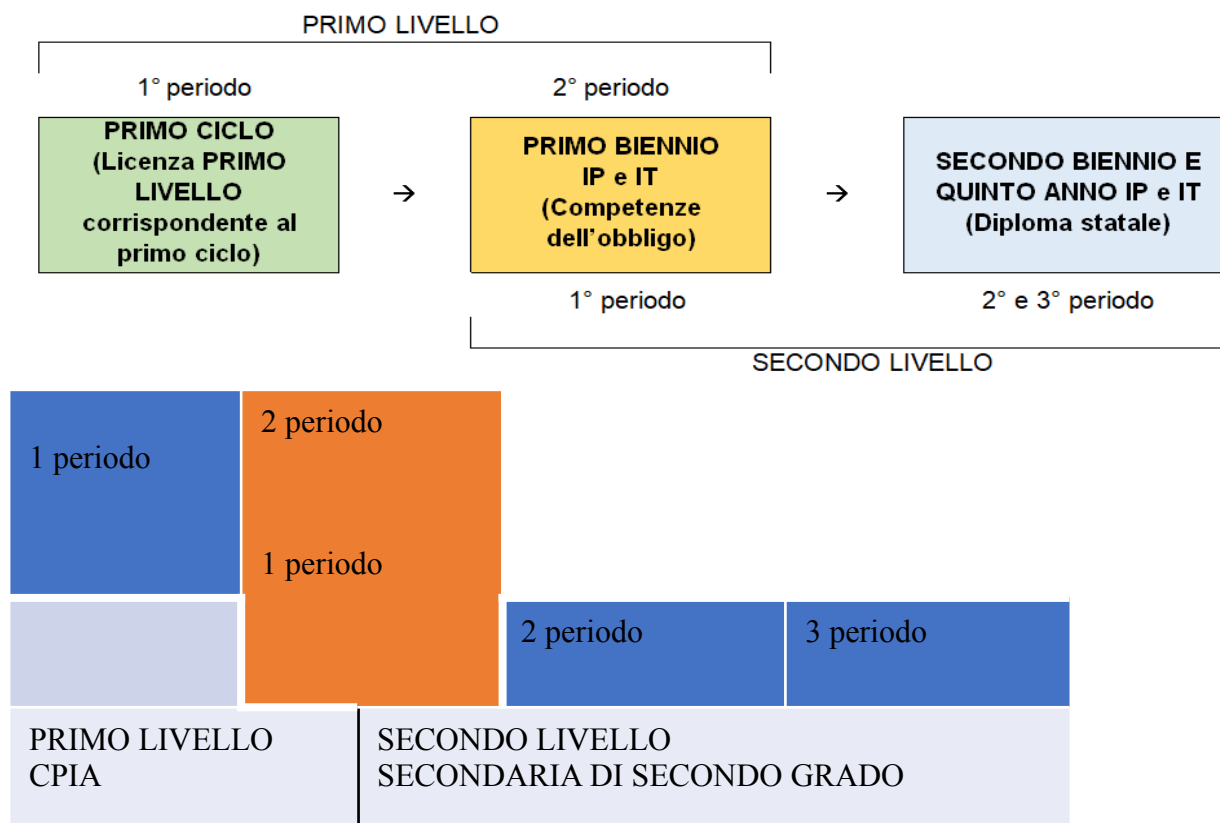 PRIMO LIVELLO
1° periodo
2° periodo
PRIMO CICLO
(Licenza PRIMO
LIVELLO
corrispondente al
primo ciclo)
→
PRIMO BIENNIO
IP e IT
(Competenze
dell'obbligo)
→
SECONDO BIENNIO E
QUINTO ANNO IP e IT
(Diploma statale)
1° periodo
2° e 3° periodo
SECONDO LIVELLO
1 periodo
2 periodo
1 periodo
2 periodo
3 periodo
PRIMO LIVELLO
CPIA
SECONDO LIVELLO
SECONDARIA DI SECONDO GRADO